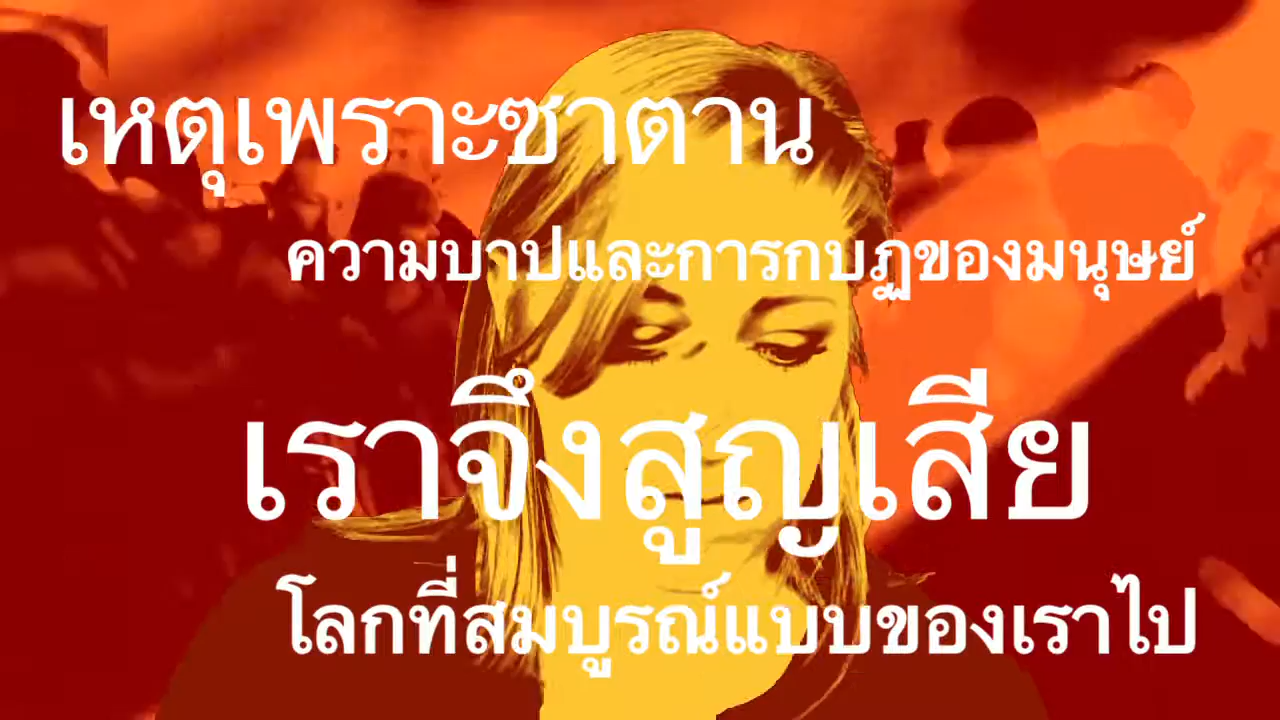 เหตุเพราะซาตาน
ความบาปและการกบฏของมนุษย์
เราจึงสูญเสีย
โลกที่สมบูรณ์แบบของเราไป